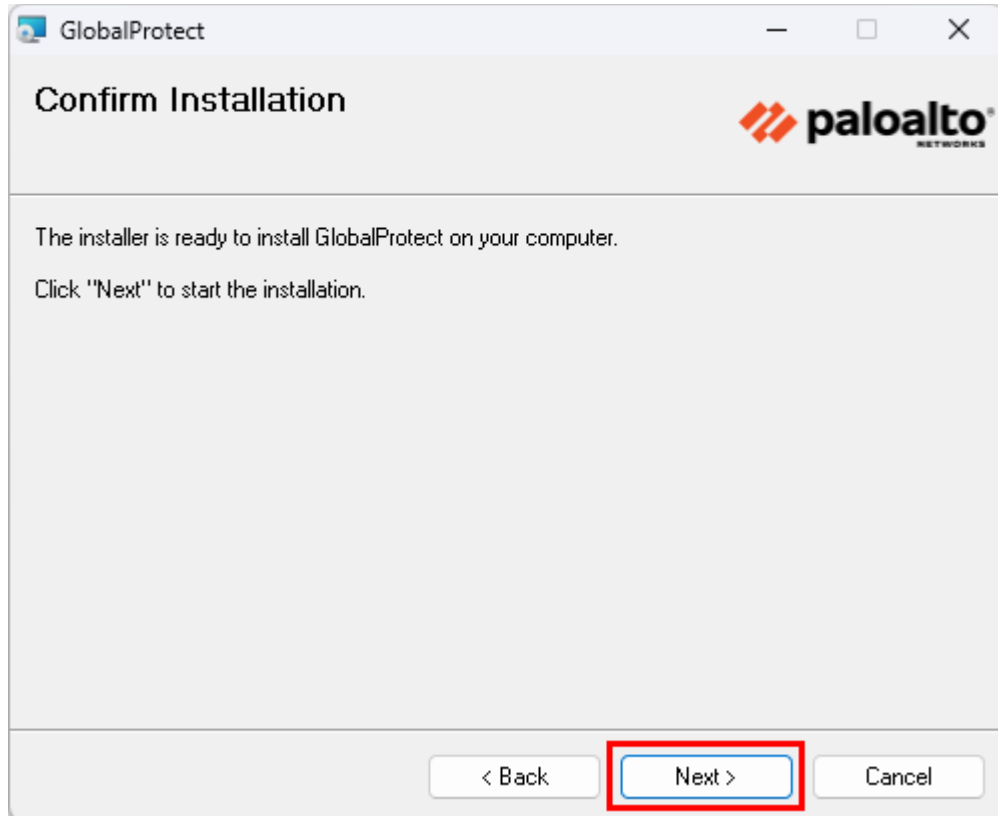 GlobalProtect
Confirm Installation
paloalto
NETWORKS
The installer is ready to install GlobalProtect on your computer.
Click "Next" to start the installation.
< Back
Next >
Cancel